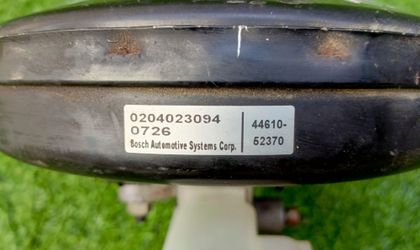 0204023094
0726
Bosch Automotive Systems Corp.
44610-
52370